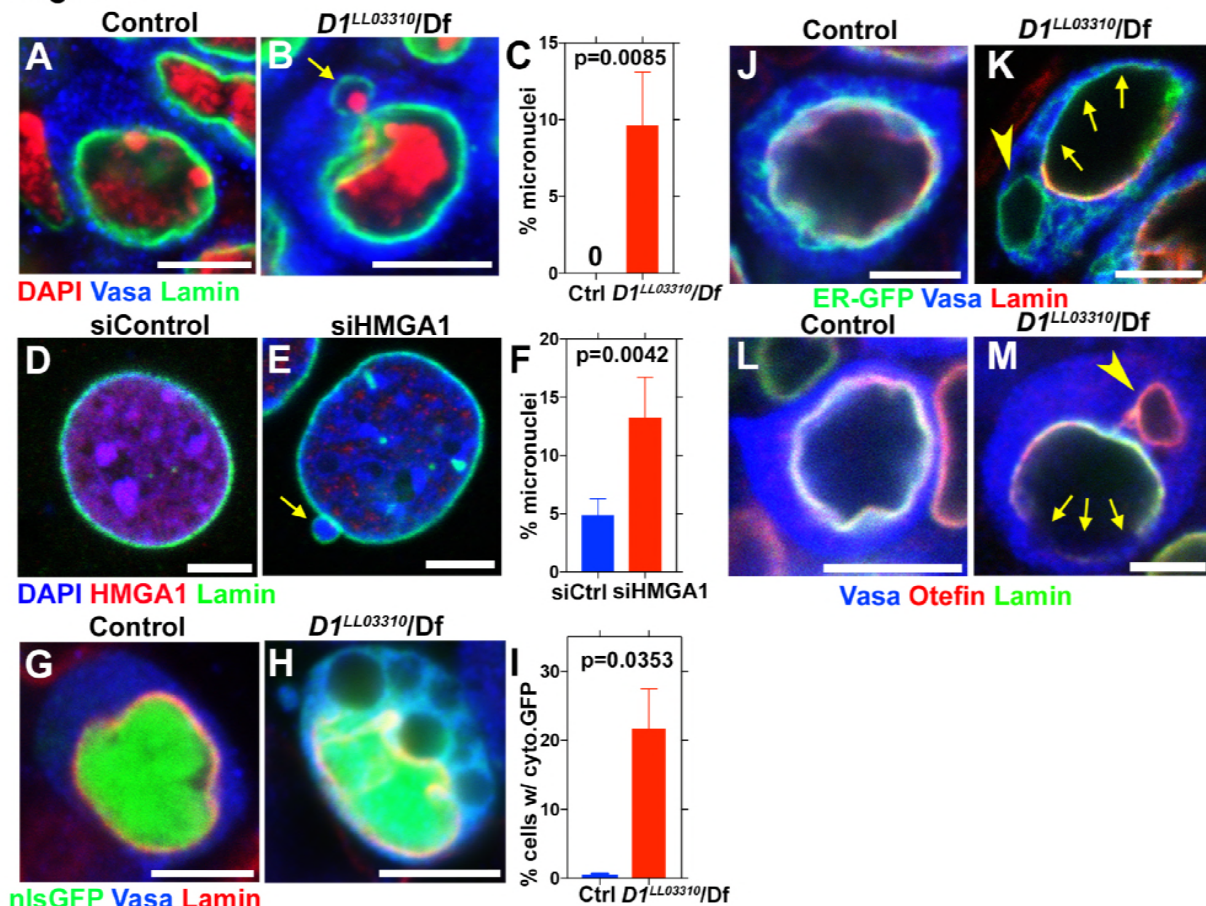 Control
D1LL03310/Df
A
B
DAPI Vasa Lamin
C
15
10
5
0
% micronuclei
p=0.0085
0
Ctrl D1LL03310/Df
siControl
siHMGA1
D
E
DAPI HMGA1 Lamin
F
20
15
10
5
0
% micronuclei
p=0.0042
siCtrl siHMGA1
Control
D1LL03310/Df
G
H
nlsGFP Vasa Lamin
I
30
20
10
0
% cells w/ cyto.GFP
p=0.0353
Ctrl D1LL03310/Df
Control
D1LL03310/Df
J
K
ER-GFP Vasa Lamin
Control
D1LL03310/Df
L
M
Vasa Otefin Lamin